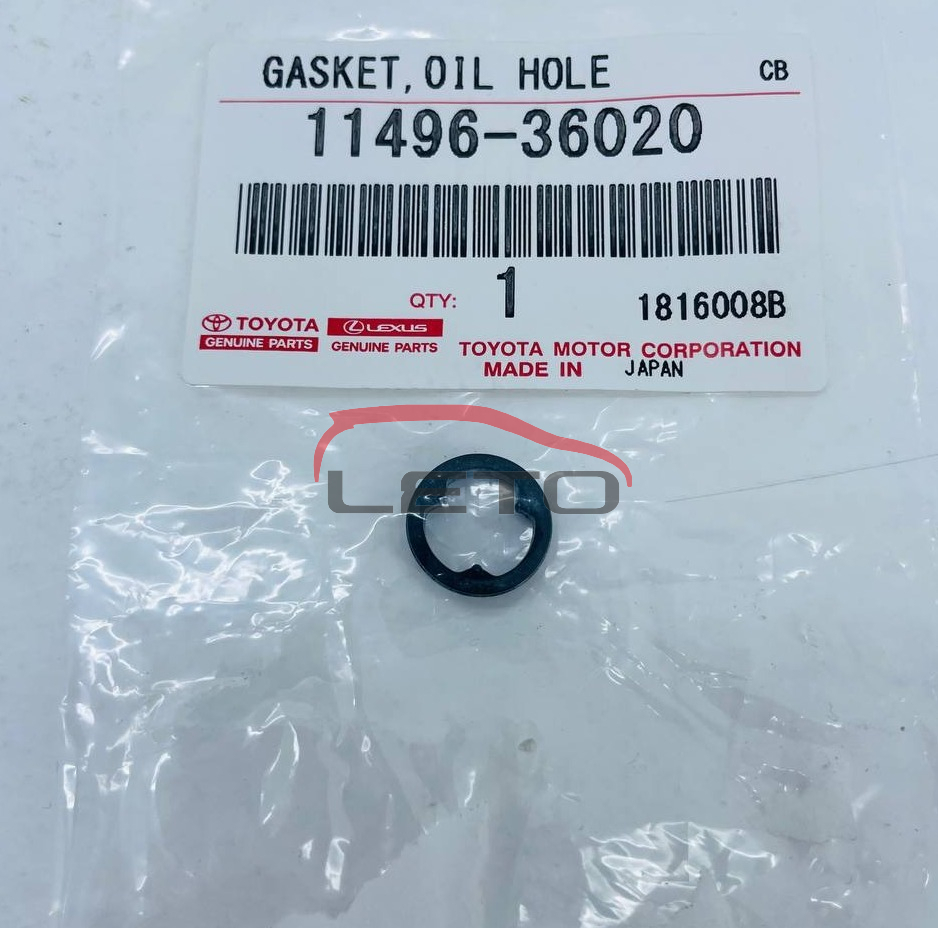 GASKET,OIL HOLE CB
11496-36020
QTY: 1 1816008B
TOYOTA LEXUS
GENUINE PARTS GENUINE PARTS
TOYOTA MOTOR CORPORATION
MADE IN JAPAN
LETO